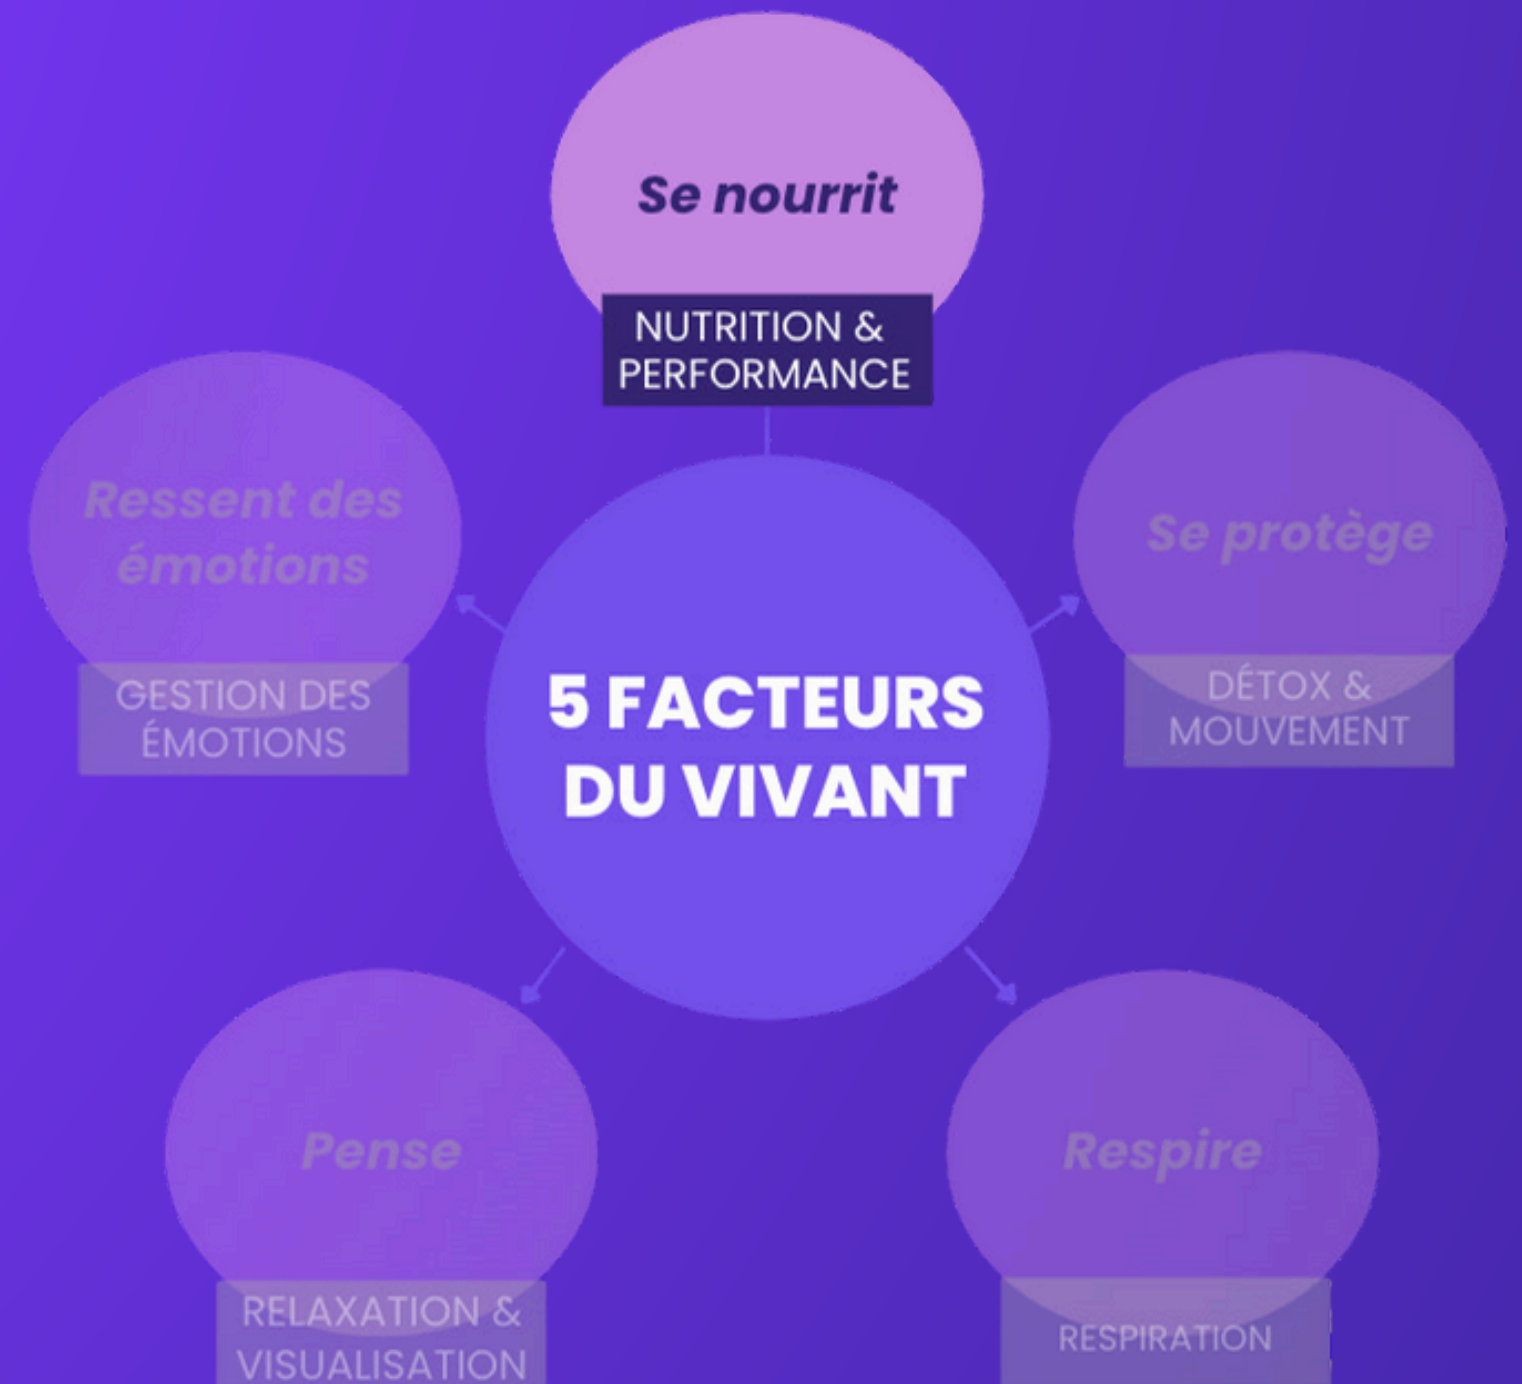 Se nourrit
NUTRITION &
PERFORMANCE
Ressent des
émotions
GESTION DES
ÉMOTIONS
Se protège
DÉTOX &
MOUVEMENT
5 FACTEURS
DU VIVANT
Pense
RELAXATION &
VISUALISATION
Respire
RESPIRATION